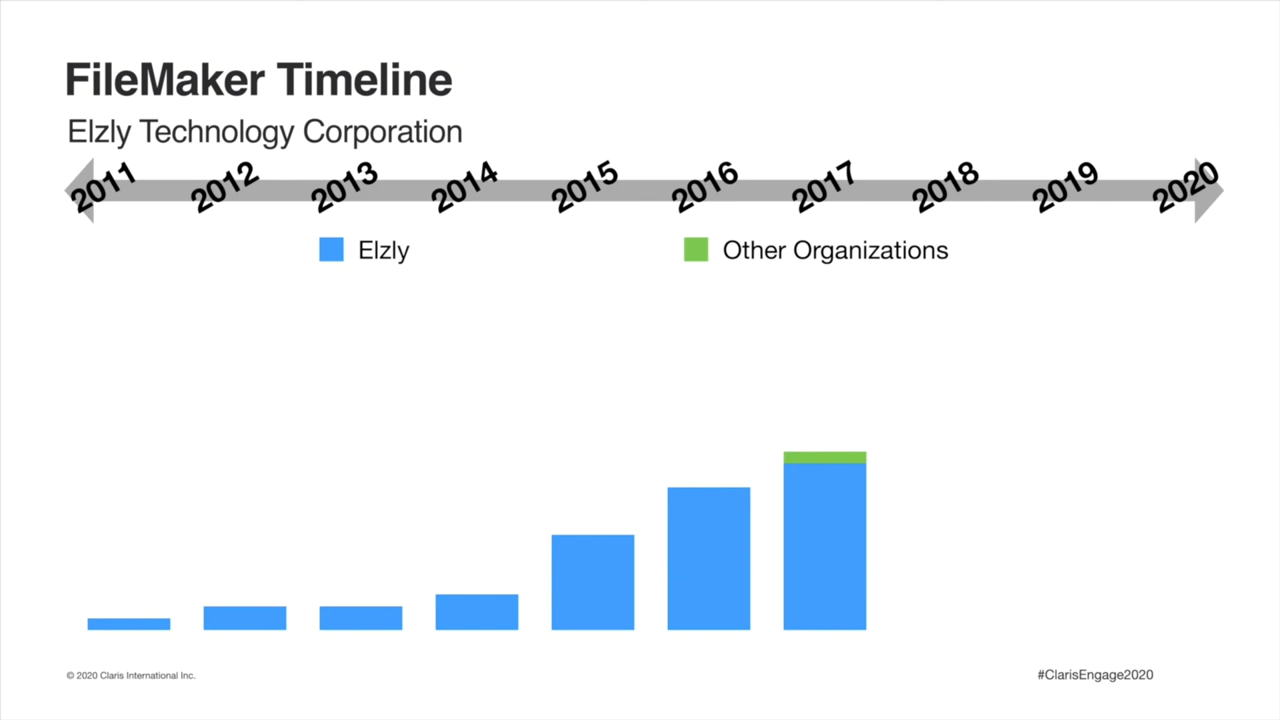 FileMaker Timeline
Elzly Technology Corporation
2011 2012 2013 2014 2015 2016 2017 2018 2019 2020
Elzly Other Organizations
© 2020 Claris International Inc. #ClarisEngage2020